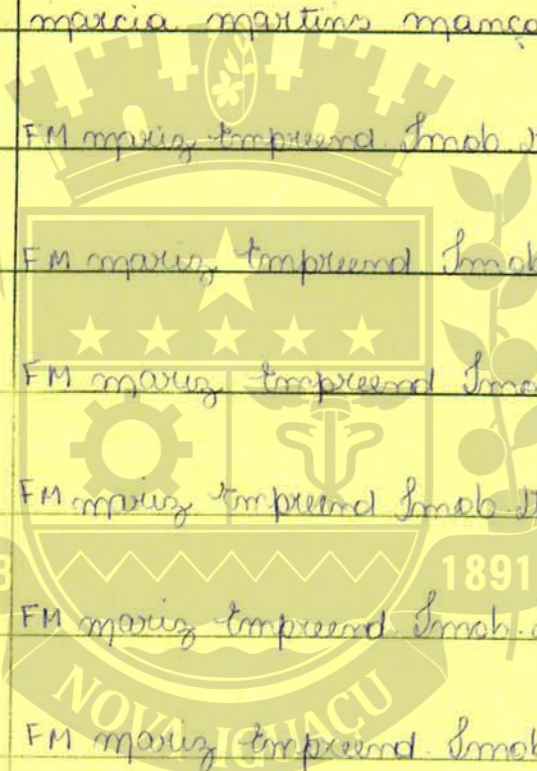 marcia martins manço
FM mariz Empreend. Imob.
FM mariz Empreend Imob
FM mariz Empreend Imo
FM mariz Empreend Imob
1891
FM mariz Empreend. Imob.
NOVA IGUAÇU
FM mariz Empreend. Imob